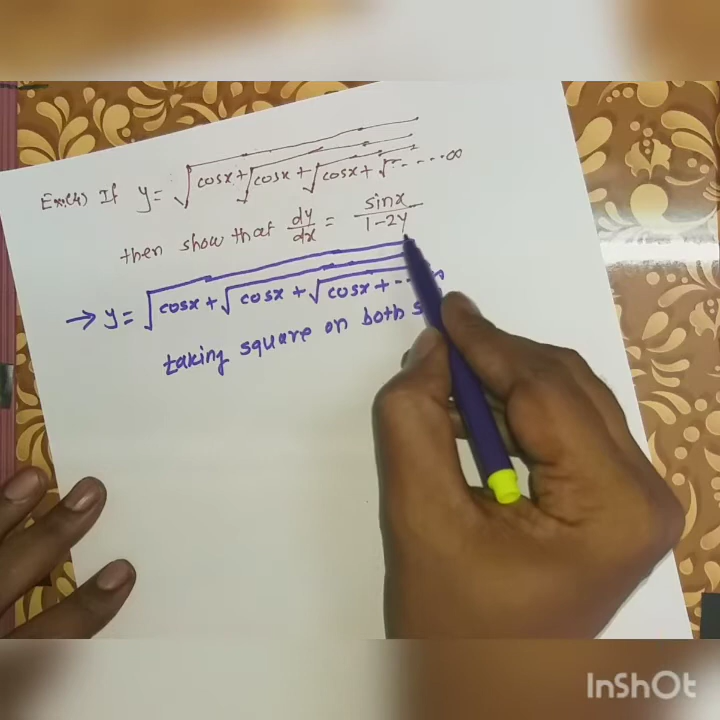 Ex.(4) If y = √cosx + √cosx + √cosx + √......∞
then show that dy/dx = sinx/1-2y
→ y = √cosx + √cosx + √cosx + ...
taking square on both
InShOt